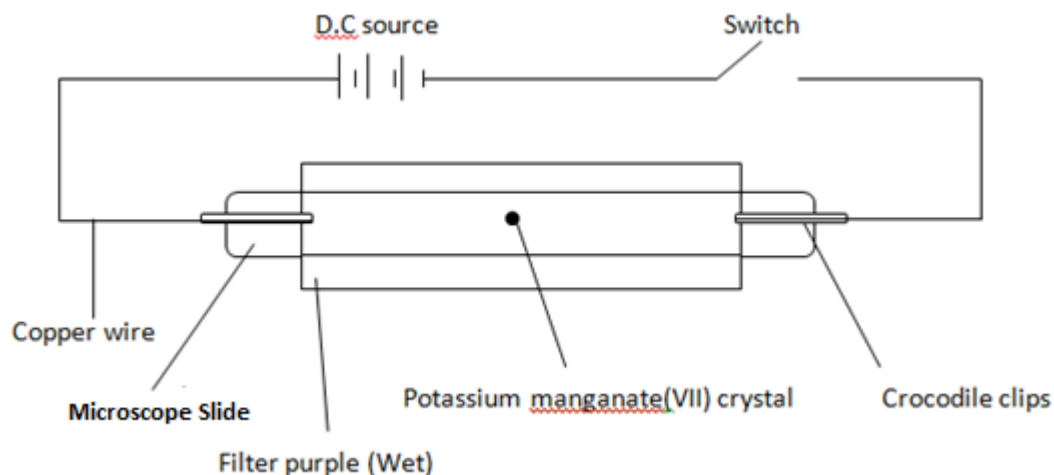 D.C source
Switch
Copper wire
Microscope Slide
Potassium manganate(VII) crystal
Crocodile clips
Filter purple (Wet)